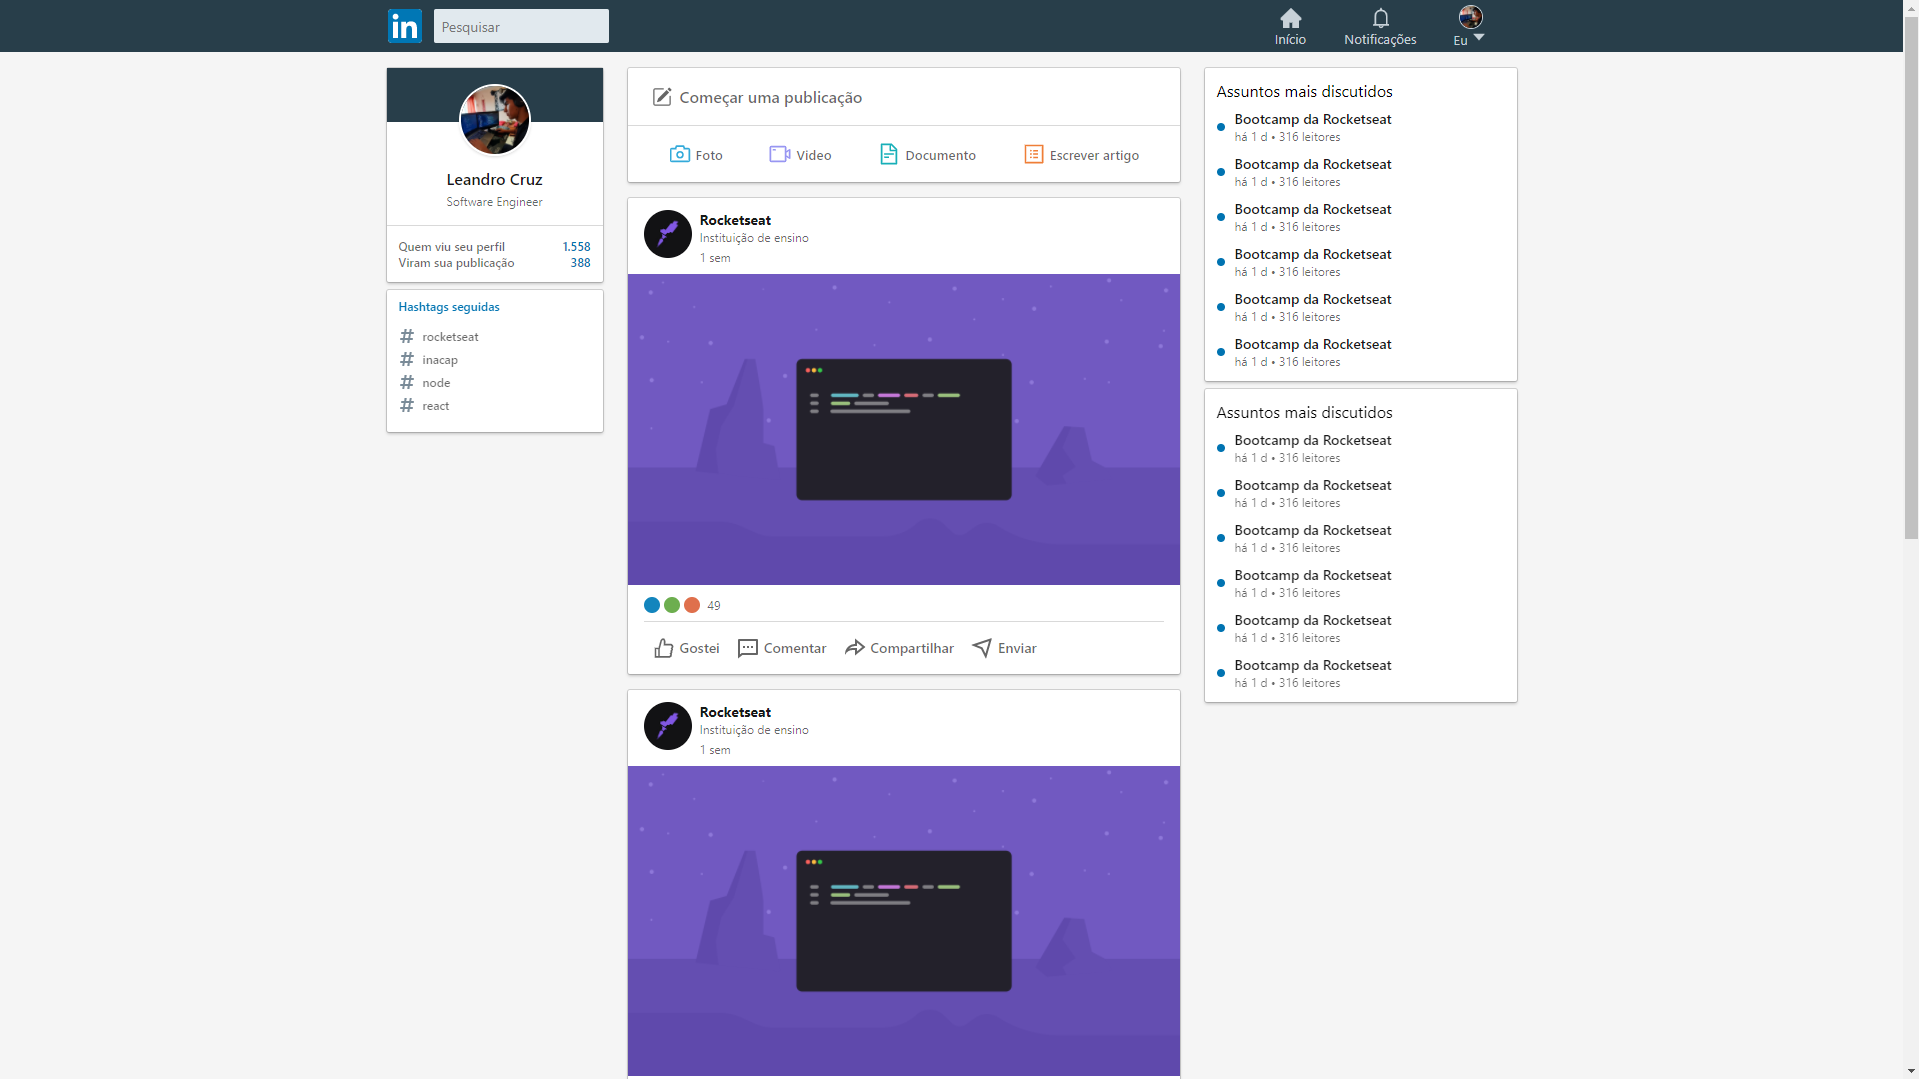 in
Pesquisar
Início
Notificações
Eu
Leandro Cruz
Software Engineer
Quem viu seu perfil 1.558
Viram sua publicação 388
Hashtags seguidas
# rocketseat
# inacap
# node
# react
Começar uma publicação
Foto
Video
Documento
Escrever artigo
Rocketseat
Instituição de ensino
1 sem
49
Gostei
Comentar
Compartilhar
Enviar
Rocketseat
Instituição de ensino
1 sem
Assuntos mais discutidos
Bootcamp da Rocketseat
há 1 d • 316 leitores
Bootcamp da Rocketseat
há 1 d • 316 leitores
Bootcamp da Rocketseat
há 1 d • 316 leitores
Bootcamp da Rocketseat
há 1 d • 316 leitores
Bootcamp da Rocketseat
há 1 d • 316 leitores
Bootcamp da Rocketseat
há 1 d • 316 leitores
Assuntos mais discutidos
Bootcamp da Rocketseat
há 1 d • 316 leitores
Bootcamp da Rocketseat
há 1 d • 316 leitores
Bootcamp da Rocketseat
há 1 d • 316 leitores
Bootcamp da Rocketseat
há 1 d • 316 leitores
Bootcamp da Rocketseat
há 1 d • 316 leitores
Bootcamp da Rocketseat
há 1 d • 316 leitores